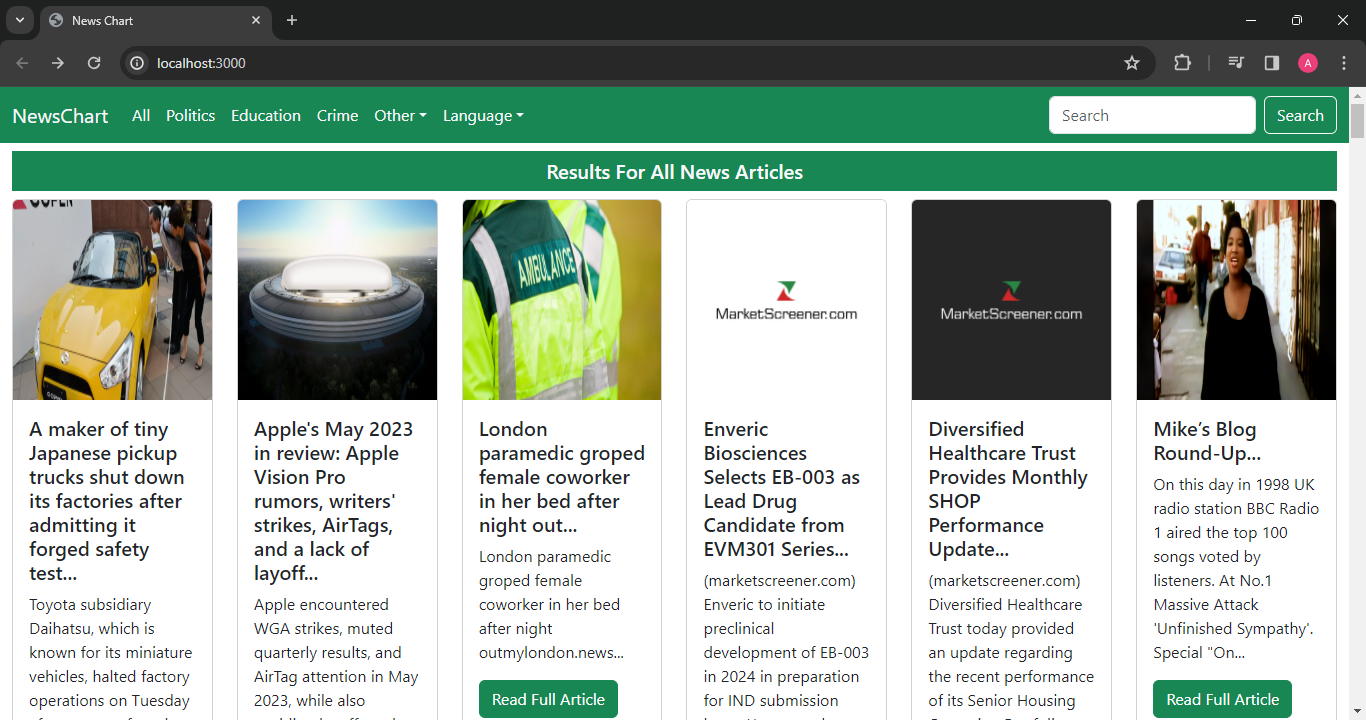 News Chart
localhost:3000
A
NewsChart All Politics Education Crime Other Language Search Search
Results For All News Articles
AMBULANCE
MarketScreener.com
MarketScreener.com
A maker of tiny
Japanese pickup
trucks shut down
its factories after
admitting it
forged safety
test...
Toyota subsidiary
Daihatsu, which is
known for its miniature
vehicles, halted factory
operations on Tuesday
Apple's May 2023
in review: Apple
Vision Pro
rumors, writers'
strikes, AirTags,
and a lack of
layoff...
Apple encountered
WGA strikes, muted
quarterly results, and
AirTag attention in May
2023, while also
London
paramedic groped
female coworker
in her bed after
night out...
London paramedic
groped female
coworker in her bed
after night
outmylondon.news...
Read Full Article
Enveric
Biosciences
Selects EB-003 as
Lead Drug
Candidate from
EVM301 Series...
(marketscreener.com)
Enveric to initiate
preclinical
development of EB-003
in 2024 in preparation
for IND submission
Diversified
Healthcare Trust
Provides Monthly
SHOP
Performance
Update...
(marketscreener.com)
Diversified Healthcare
Trust today provided
an update regarding
the recent performance
of its Senior Housing
Mike’s Blog
Round-Up...
On this day in 1998 UK
radio station BBC Radio
1 aired the top 100
songs voted by
listeners. At No.1
Massive Attack
'Unfinished Sympathy'.
Special "On...
Read Full Article